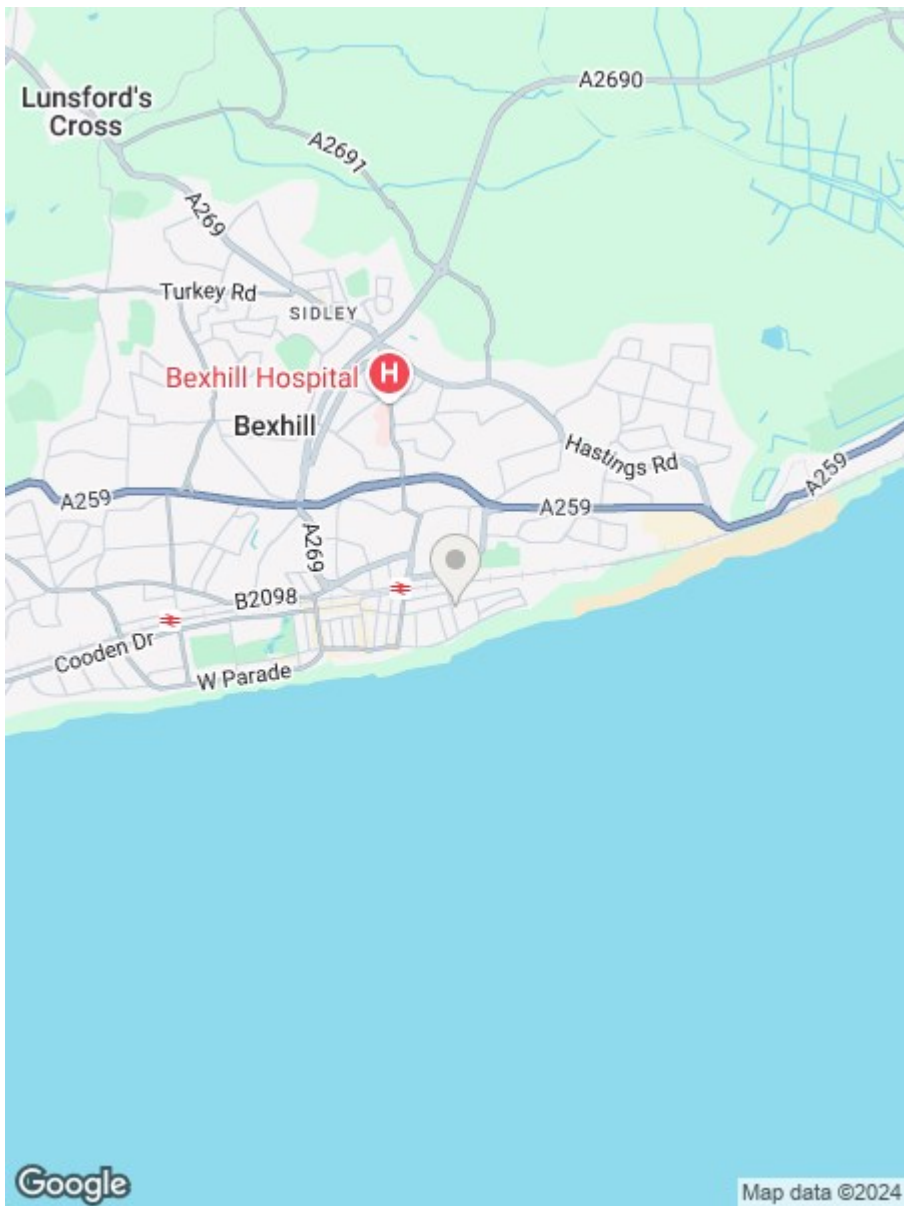 A2690
Lunsford's
Cross
A2691
A269
Turkey Rd
SIDLEY
Bexhill Hospital
H
Bexhill
Hastings Rd
A259
A259
A259
A269
B2098
Cooden Dr
W Parade
Google
Map data ©2024